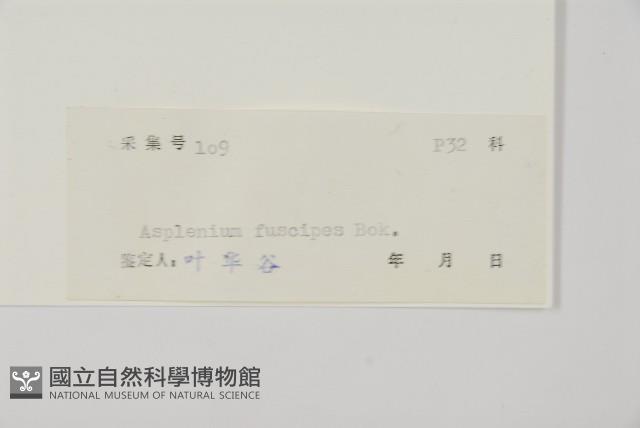 采集号 109 P32 科
Asplenium fuscipes Bok.
鉴定人: 叶华谷 年 月 日
國立自然科學博物館
NATIONAL MUSEUM OF NATURAL SCIENCE